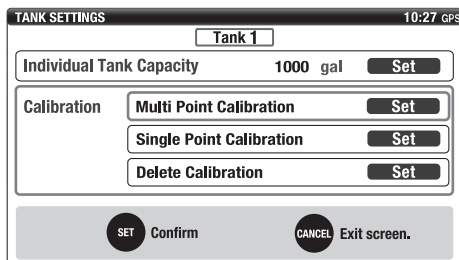 TANK SETTINGS 10:27 GPS
Tank 1
Individual Tank Capacity 1000 gal Set
Calibration Multi Point Calibration Set
Single Point Calibration Set
Delete Calibration Set
SET Confirm CANCEL Exit screen.